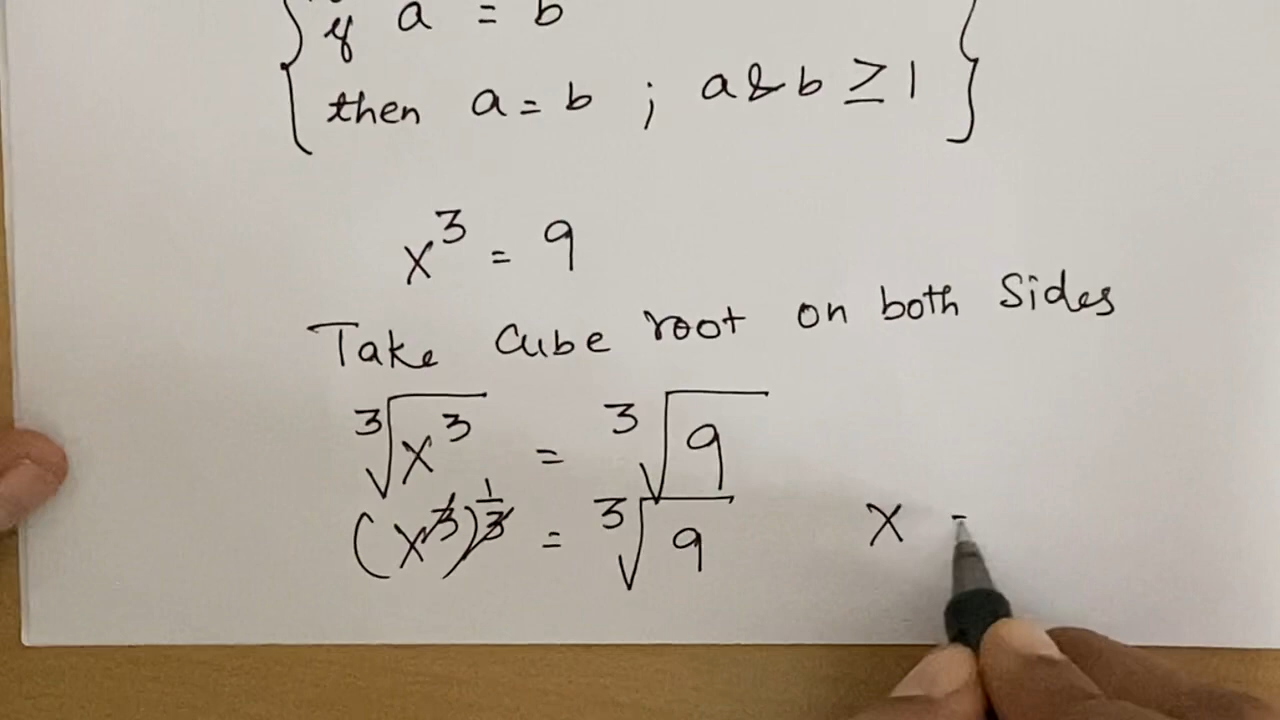 if a = b
then a = b ; a & b ≥ 1
x³ = 9
Take Cube root on both Sides
∛x³ = ∛9
(x³)^(1/3) = ∛9 x =